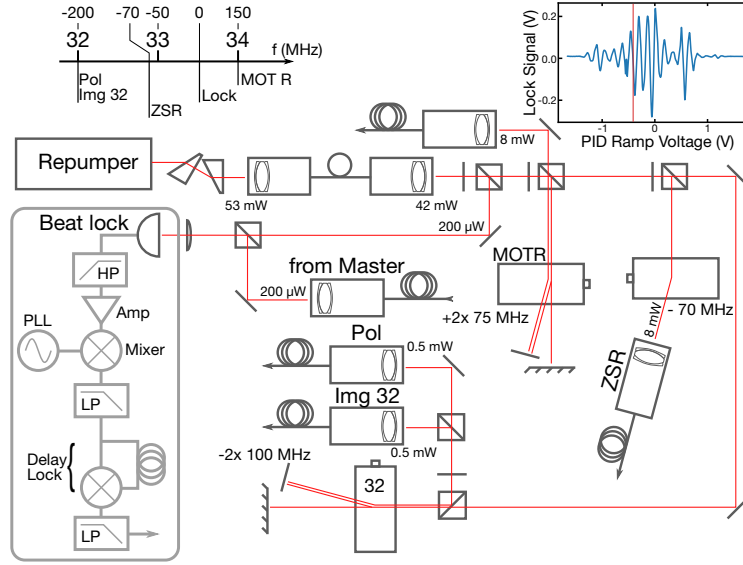 -200 -70 -50 0 150
32 33 34
f (MHz)
Pol
Img 32
ZSR
Lock
MOT R
Lock Signal (V)
0.2
0.0
-0.2
-1 0 1
PID Ramp Voltage (V)
8 mW
Repumper
53 mW
42 mW
Beat lock
200 µW
HP
from Master
MOTR
200 µW
Amp
+2x 75 MHz
- 70 MHz
PLL
Mixer
8 mW
Pol
0.5 mW
ZSR
LP
Img 32
0.5 mW
Delay
Lock
-2x 100 MHz
32
LP